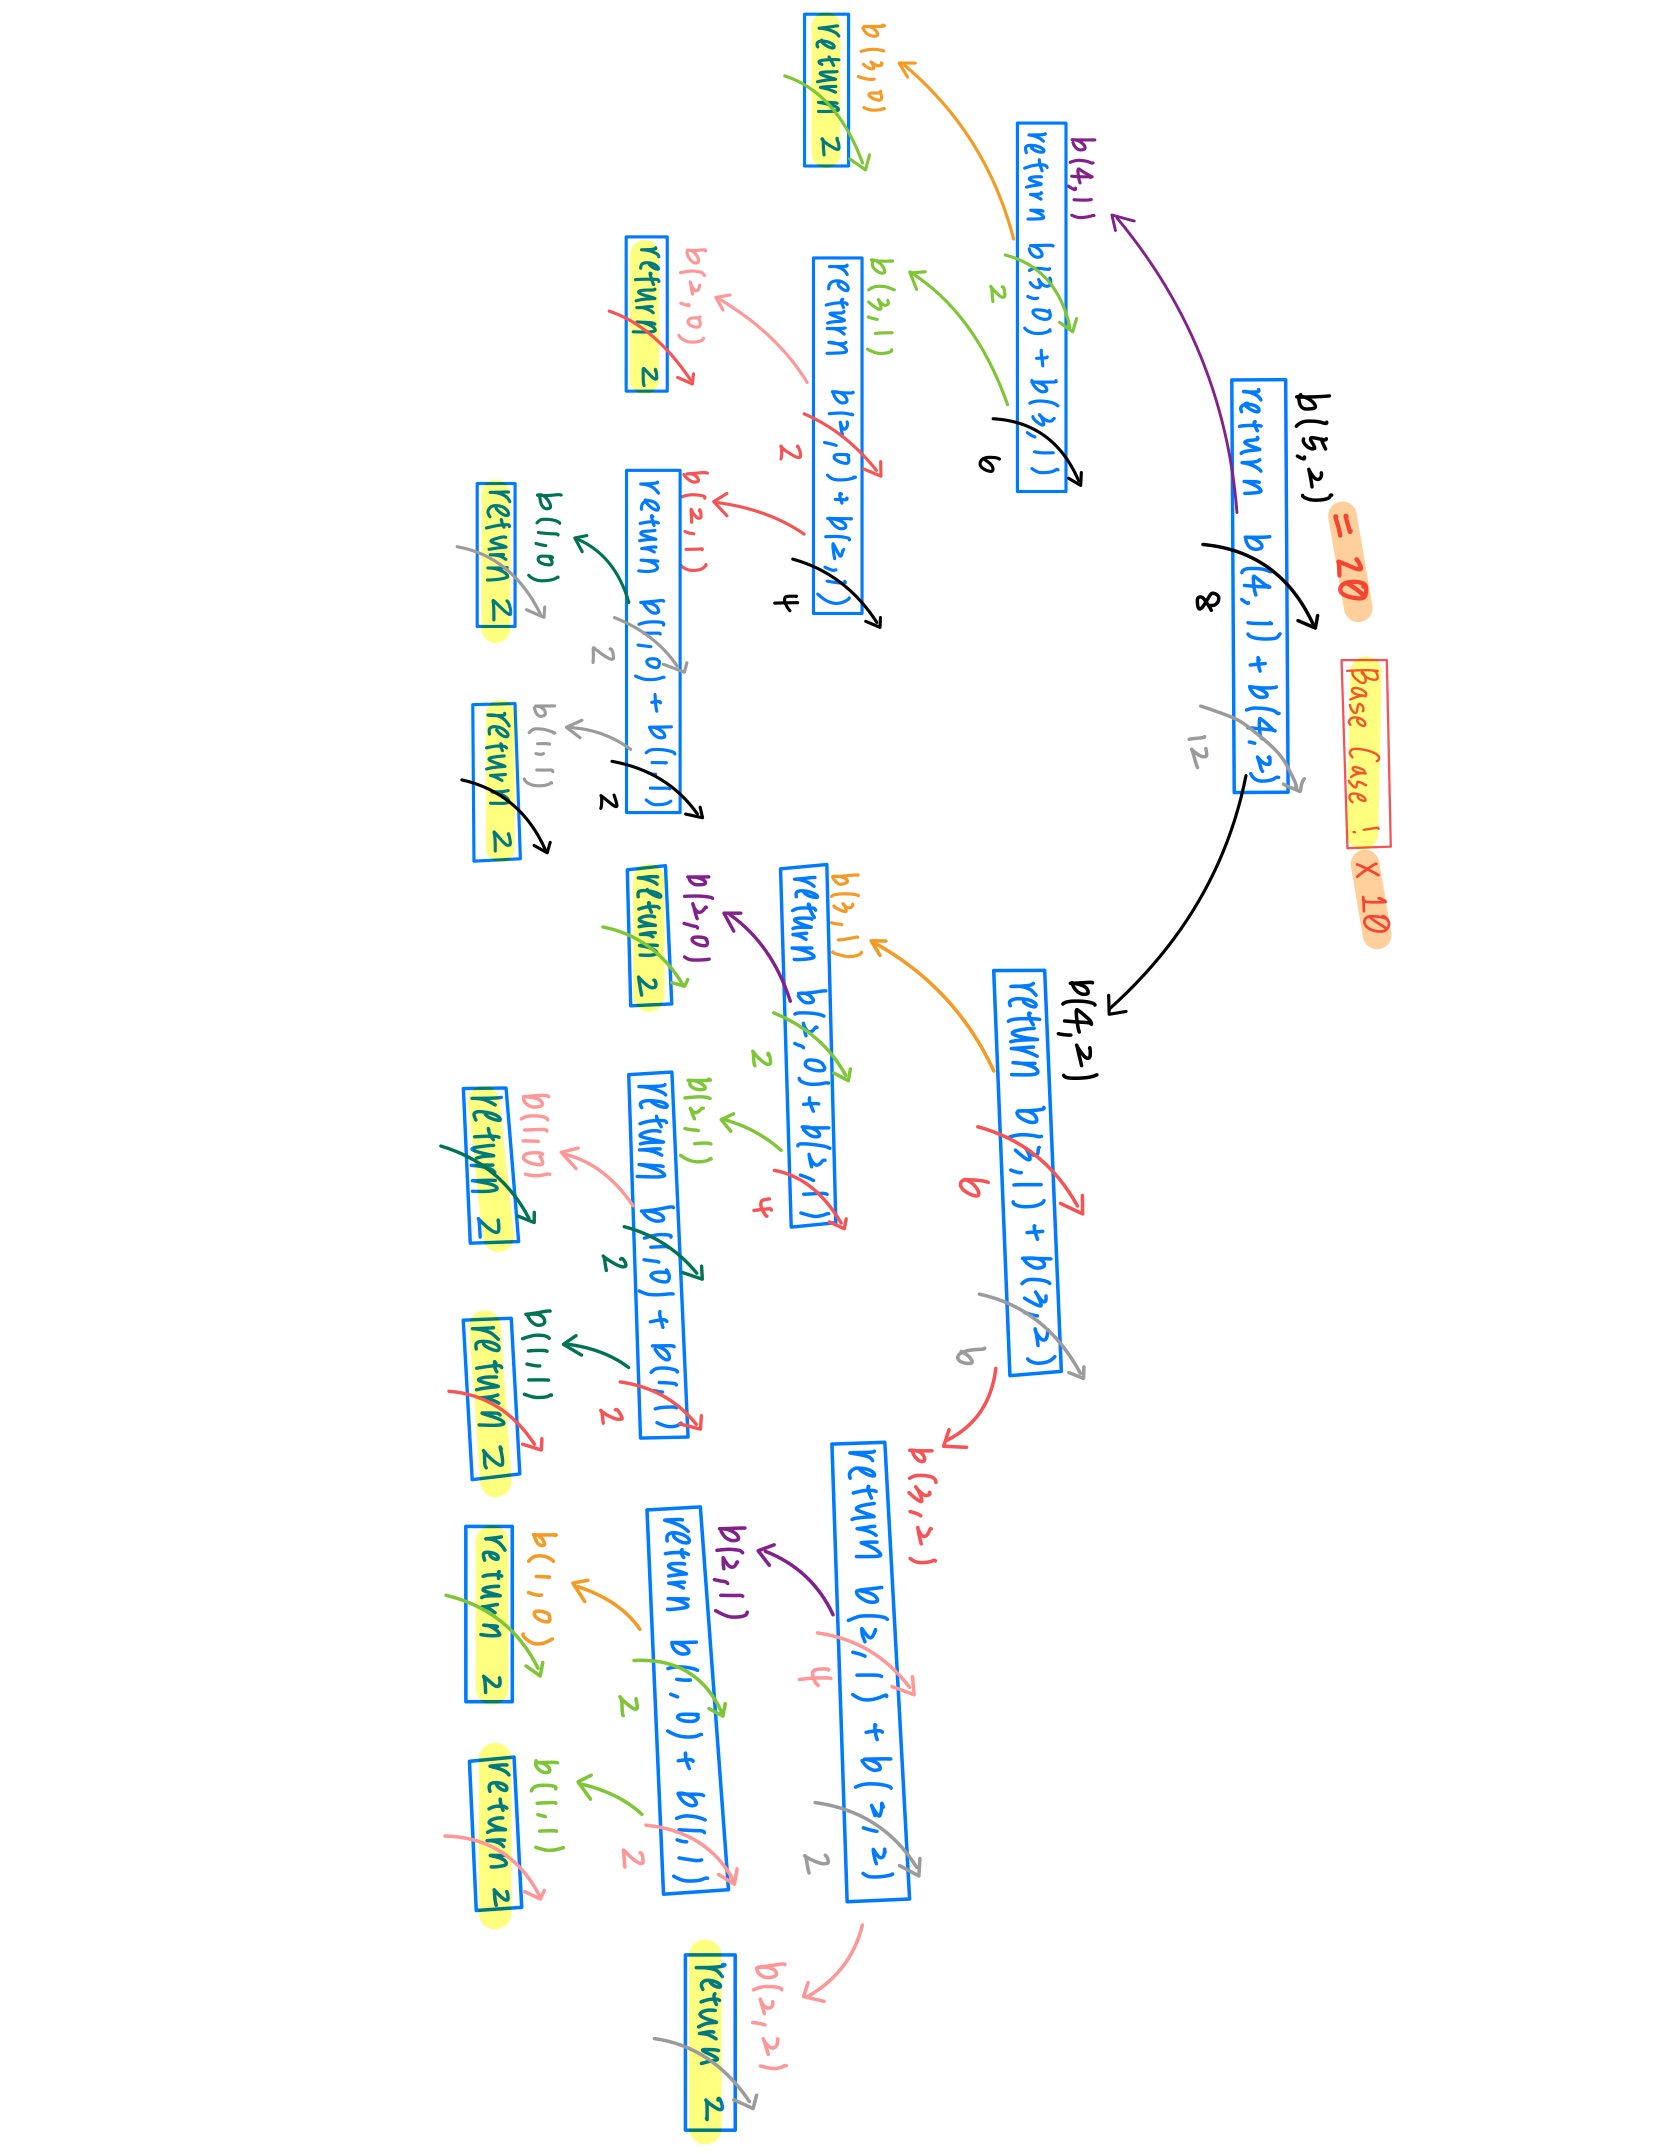 = 20
Base Case ! x 10
b(5,2)
return b(4,1) + b(4,2)
8
12
b(4,1)
return b(3,0) + b(3,1)
2
6
b(4,2)
return b(3,1) + b(3,2)
6
6
b(3,2)
return b(2,1) + b(2,2)
4
2
b(3,0)
return 2
b(3,1)
return b(2,0) + b(2,1)
2
4
b(3,1)
return b(2,0) + b(2,1)
2
4
b(2,2)
return 2
b(2,0)
return 2
b(2,1)
return b(1,0) + b(1,1)
2
2
b(2,0)
return 2
b(2,1)
return b(1,0) + b(1,1)
2
2
b(2,1)
return b(1,0) + b(1,1)
2
2
b(1,0)
return 2
b(1,1)
return 2
b(1,0)
return 2
b(1,1)
return 2
b(1,0)
return 2
b(1,1)
return 2